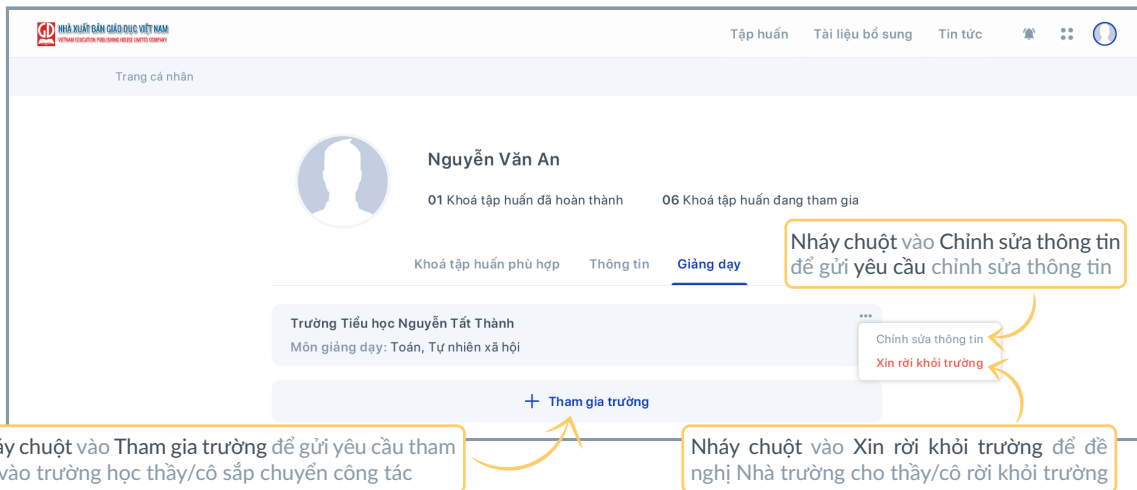 NHÀ XUẤT BẢN GIÁO DỤC VIỆT NAM
VIETNAM EDUCATION PUBLISHING HOUSE LIMITED COMPANY
Tập huấn Tài liệu bổ sung Tin tức
Trang cá nhân
Nguyễn Văn An
01 Khoá tập huấn đã hoàn thành 06 Khoá tập huấn đang tham gia
Nháy chuột vào Chỉnh sửa thông tin
để gửi yêu cầu chỉnh sửa thông tin
Khoá tập huấn phù hợp Thông tin Giảng dạy
Trường Tiểu học Nguyễn Tất Thành
Môn giảng dạy: Toán, Tự nhiên xã hội
Chỉnh sửa thông tin
Xin rời khỏi trường
+ Tham gia trường
chuột vào Tham gia trường để gửi yêu cầu tham
vào trường học thầy/cô sắp chuyển công tác
Nháy chuột vào Xin rời khỏi trường để đề
nghị Nhà trường cho thầy/cô rời khỏi trường